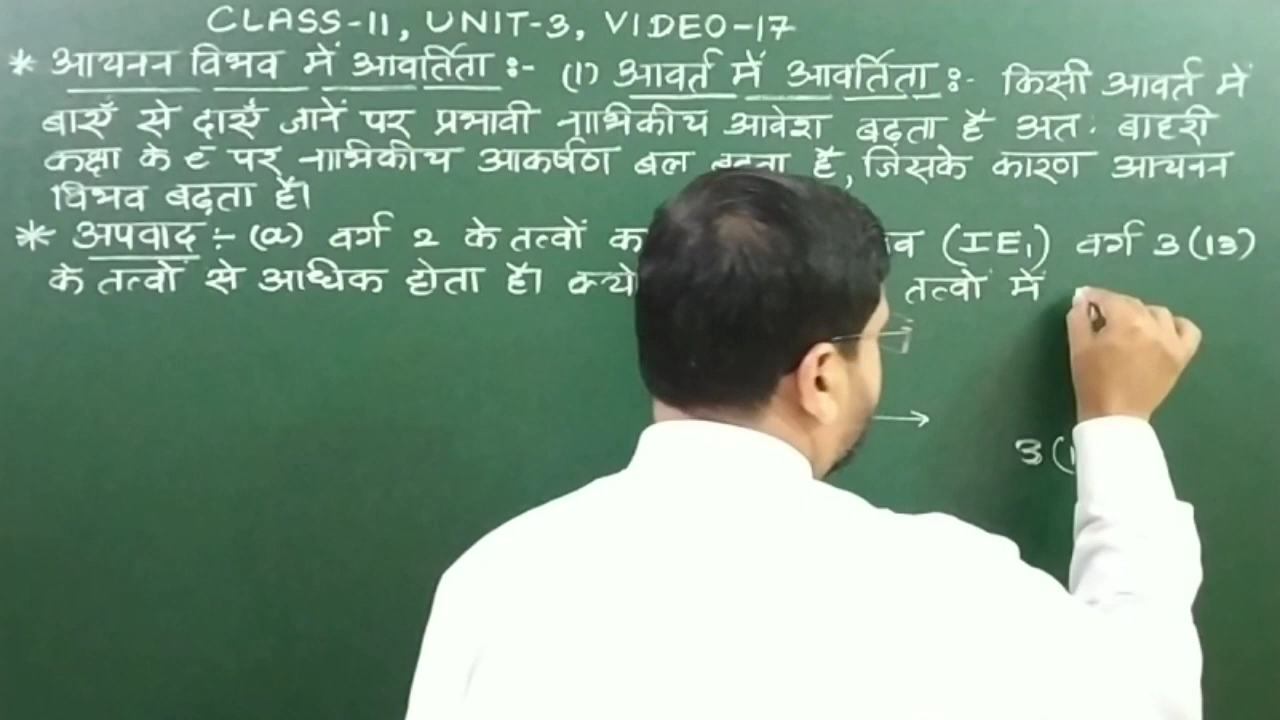 CLASS-11, UNIT-3, VIDEO-17
* आयनन विभव में आवर्तिता :- (1) आवर्त में आवर्तिता :- किसी आवर्त में
बाएँ से दाएँ जानें पर प्रभावी नाभिकीय आवेश बढ़ता है अतः बाहरी
कक्षा के e⁻ पर नाभिकीय आकर्षण बल है, जिसके कारण आयनन
विभव बढ़ता है।
* अपवाद :- (a) वर्ग 2 के तत्वों (IE₁) वर्ग 3(13)
के तत्वों से अधिक होता है। तत्वों में
→
3(